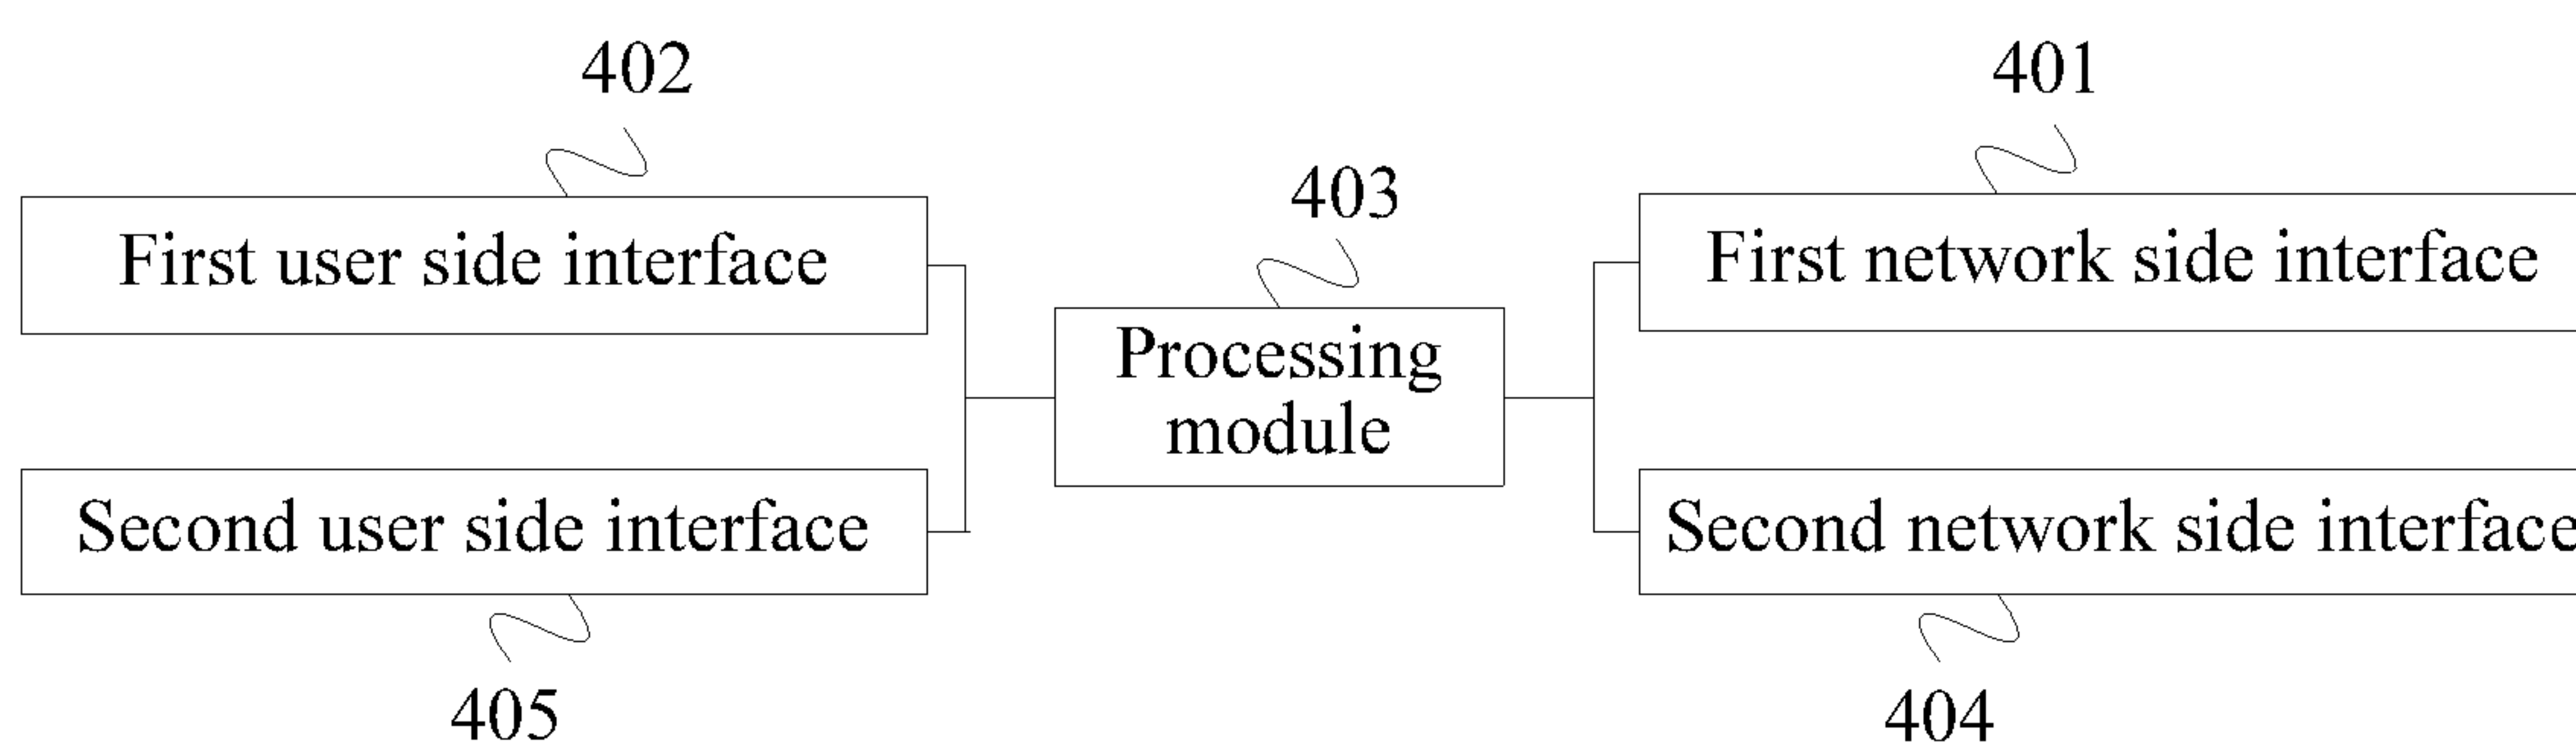 402
401
403
First user side interface
First network side interface
Processing
module
Second user side interface
Second network side interface
405
404